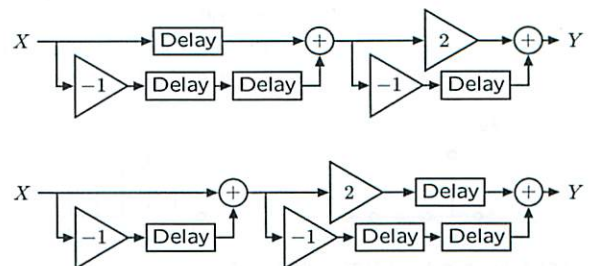 X Delay + 2 + Y
−1 Delay Delay −1 Delay
X + 2 Delay + Y
−1 Delay −1 Delay Delay